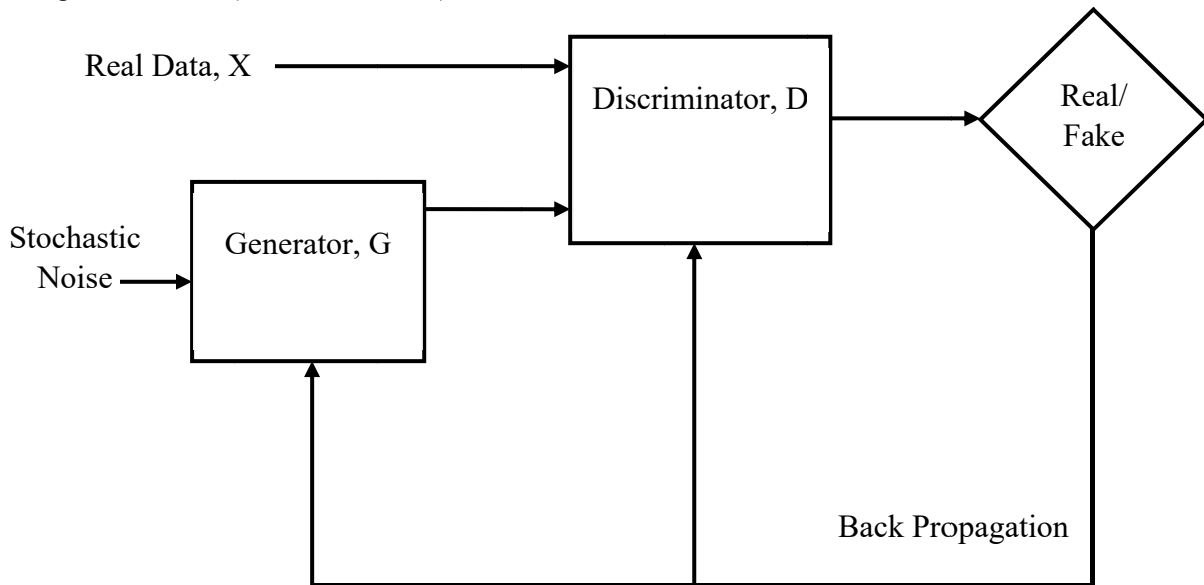 Real Data, X
Discriminator, D
Real/
Fake
Stochastic
Noise
Generator, G
Back Propagation